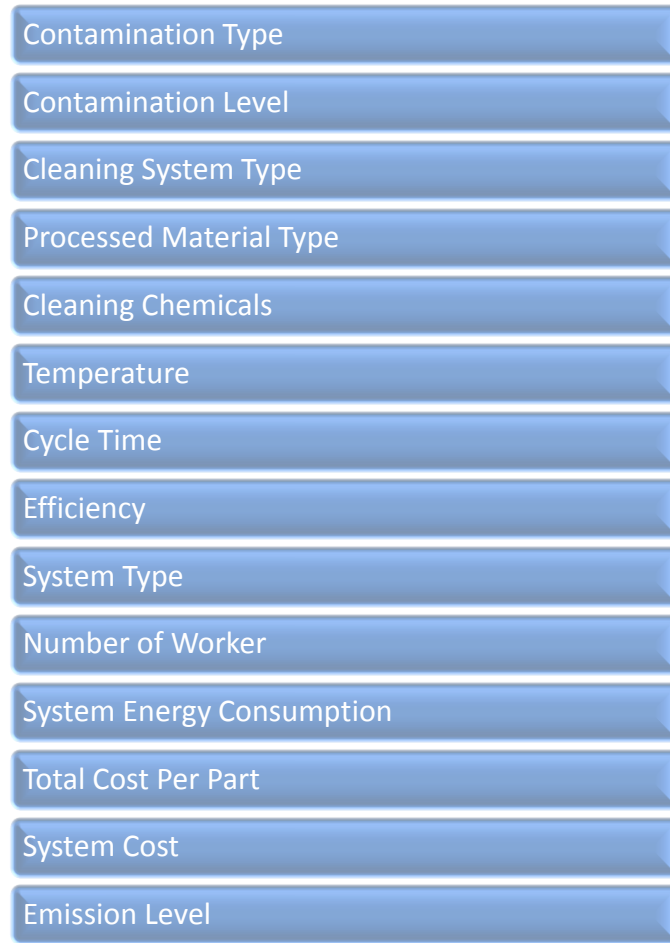 Contamination Type
Contamination Level
Cleaning System Type
Processed Material Type
Cleaning Chemicals
Temperature
Cycle Time
Efficiency
System Type
Number of Worker
System Energy Consumption
Total Cost Per Part
System Cost
Emission Level